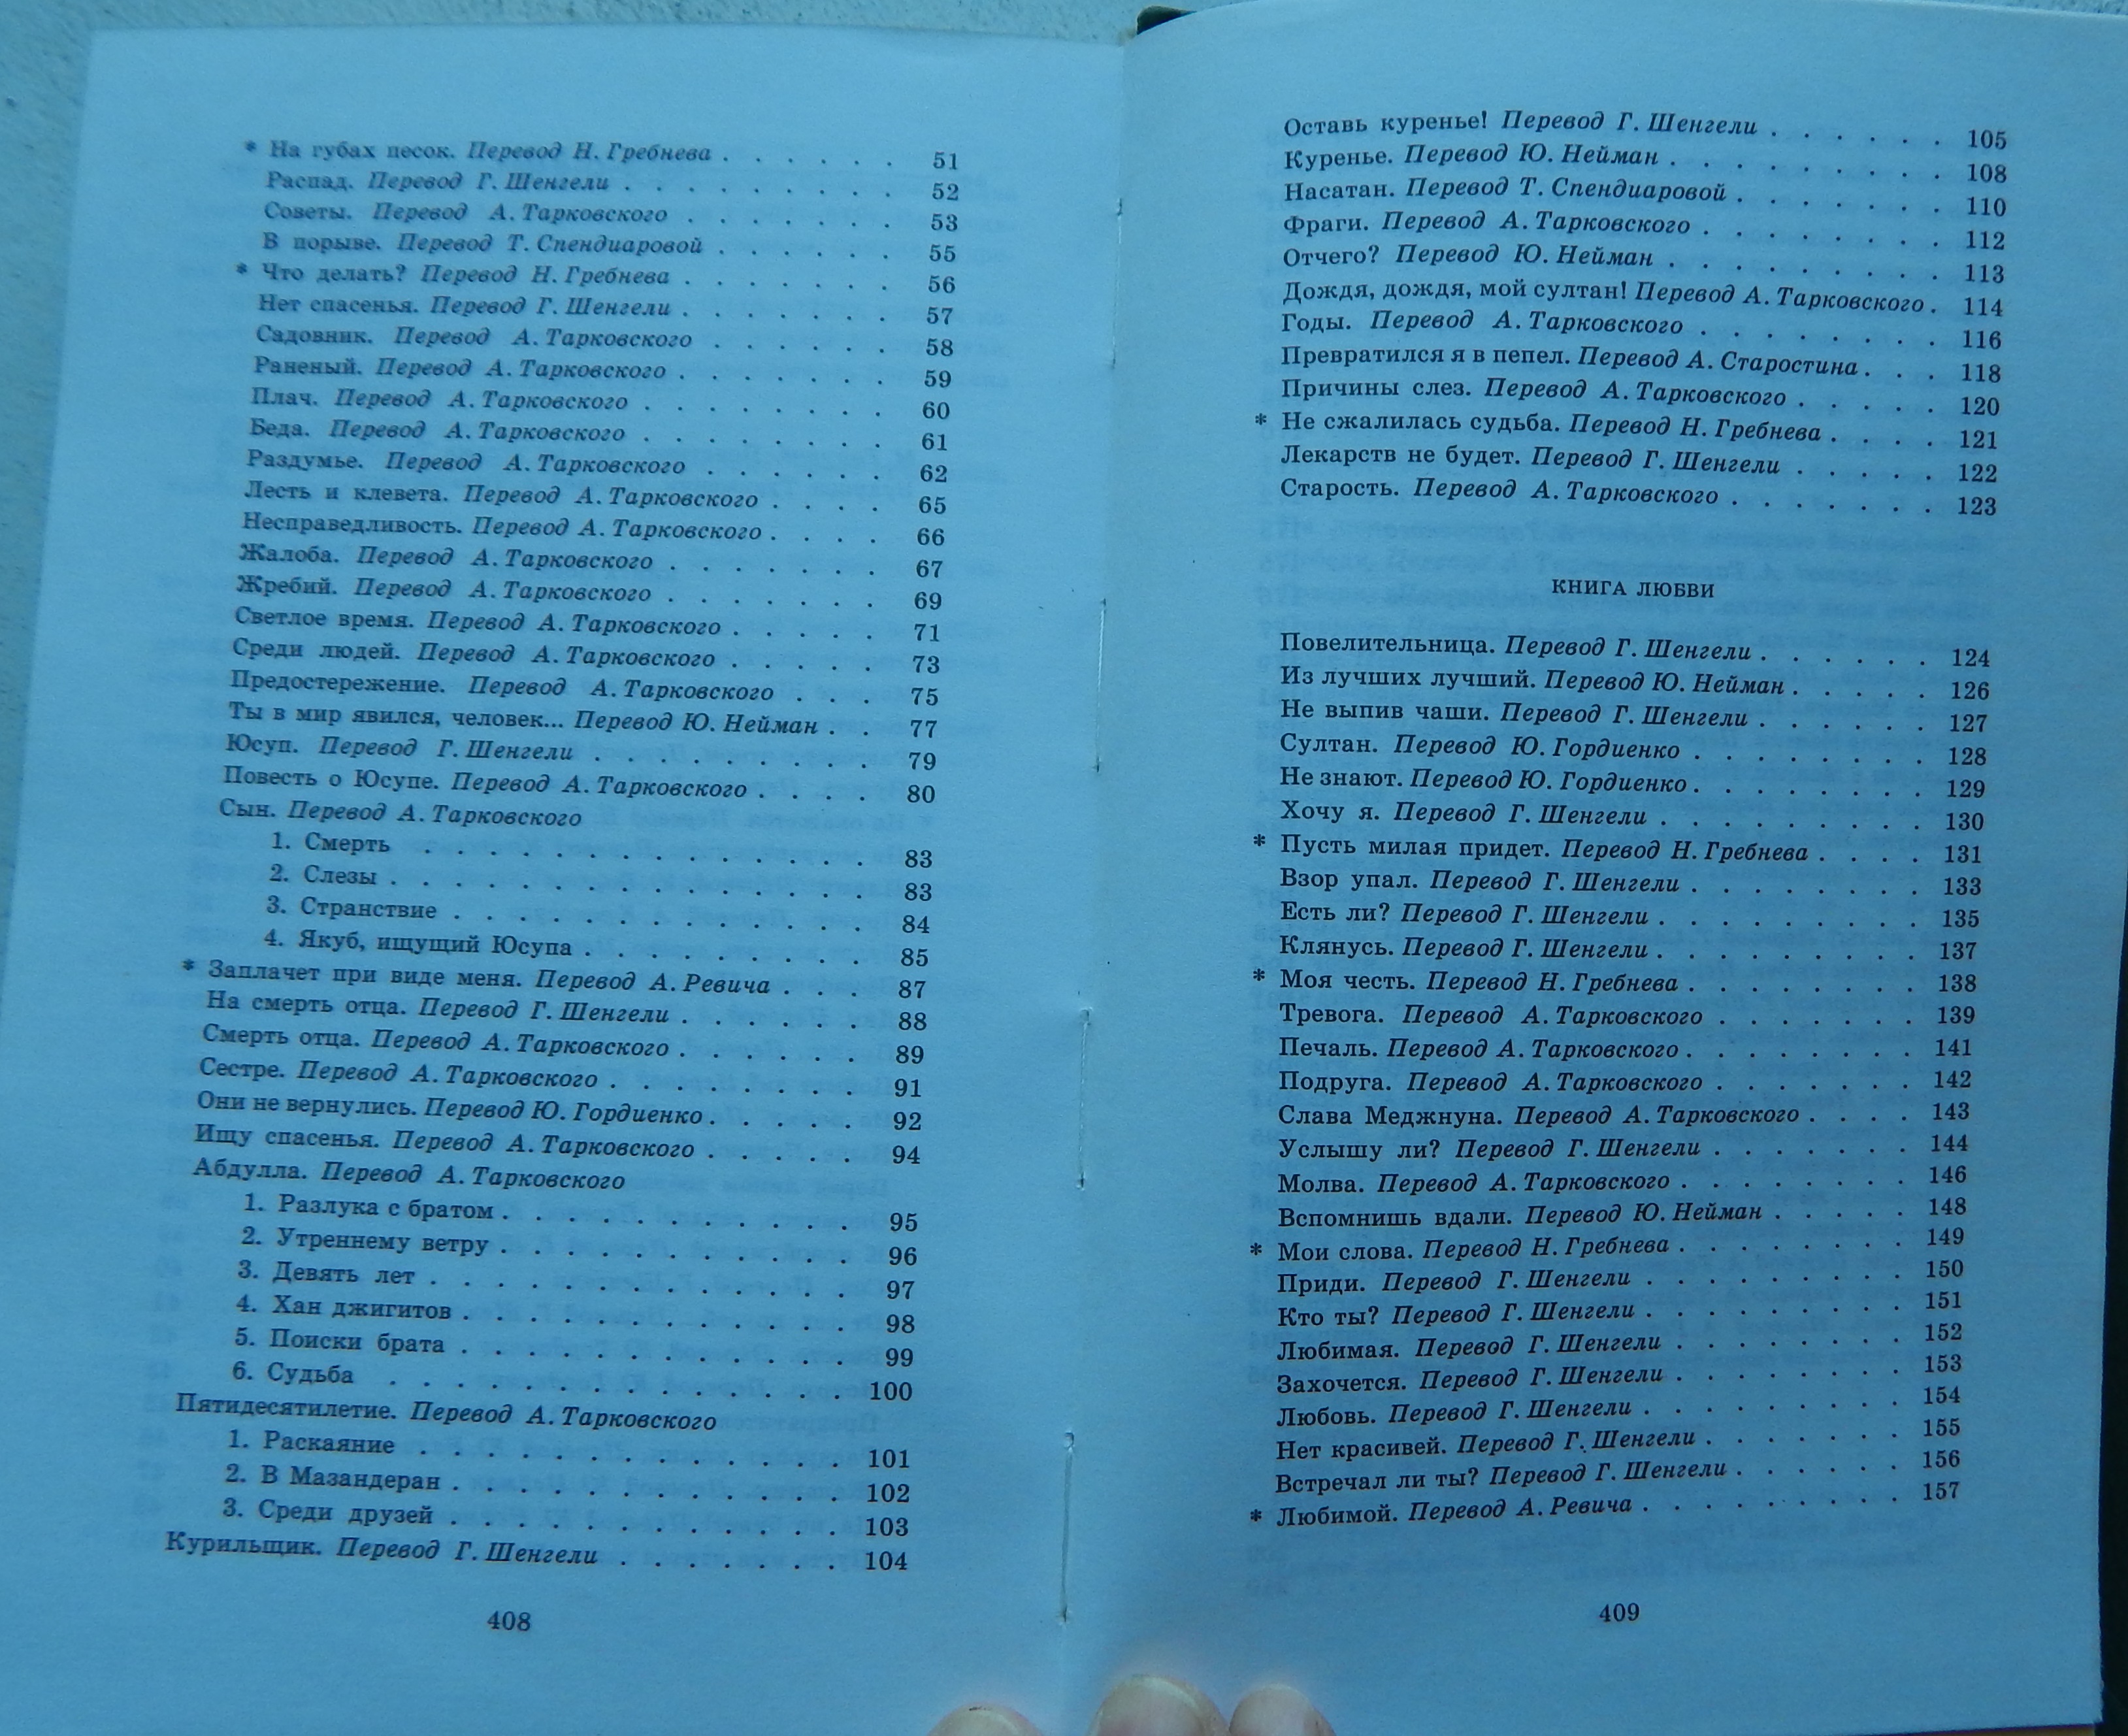 * На губах песок. Перевод Н. Гребнева . . . . . . 51
Распад. Перевод Г. Шенгели . . . . . . . . . 52
Советы. Перевод А. Тарковского . . . . . . . 53
В порыве. Перевод Т. Спендиаровой . . . . . . 55
* Что делать? Перевод Н. Гребнева . . . . . . . 56
Нет спасенья. Перевод Г. Шенгели . . . . . . . 57
Садовник. Перевод А. Тарковского . . . . . . 58
Раненый. Перевод А. Тарковского . . . . . . . 59
Плач. Перевод А. Тарковского . . . . . . . . 60
Беда. Перевод А. Тарковского . . . . . . . . 61
Раздумье. Перевод А. Тарковского . . . . . . 62
Лесть и клевета. Перевод А. Тарковского . . . . 65
Несправедливость. Перевод А. Тарковского . . . . 66
Жалоба. Перевод А. Тарковского . . . . . . . 67
Жребий. Перевод А. Тарковского . . . . . . . 69
Светлое время. Перевод А. Тарковского . . . . . 71
Среди людей. Перевод А. Тарковского . . . . . 73
Предостережение. Перевод А. Тарковского . . . 75
Ты в мир явился, человек... Перевод Ю. Нейман . . 77
Юсуп. Перевод Г. Шенгели . . . . . . . . . 79
Повесть о Юсупе. Перевод А. Тарковского . . . . 80
Сын. Перевод А. Тарковского
1. Смерть . . . . . . . . . . . . . 83
2. Слезы . . . . . . . . . . . . . . 83
3. Странствие . . . . . . . . . . . . 84
4. Якуб, ищущий Юсупа . . . . . . . . . 85
* Заплачет при виде меня. Перевод А. Ревича . . . 87
На смерть отца. Перевод Г. Шенгели . . . . . . 88
Смерть отца. Перевод А. Тарковского . . . . . . 89
Сестре. Перевод А. Тарковского . . . . . . . . 91
Они не вернулись. Перевод Ю. Гордиенко . . . . . 92
Ищу спасенья. Перевод А. Тарковского . . . . . 94
Абдулла. Перевод А. Тарковского
1. Разлука с братом . . . . . . . . . . . 95
2. Утреннему ветру . . . . . . . . . . . 96
3. Девять лет . . . . . . . . . . . . . 97
4. Хан джигитов . . . . . . . . . . . . 98
5. Поиски брата . . . . . . . . . . . . 99
6. Судьба . . . . . . . . . . . . . 100
Пятидесятилетие. Перевод А. Тарковского
1. Раскаяние . . . . . . . . . . . . . 101
2. В Мазандеран . . . . . . . . . . . . 102
3. Среди друзей . . . . . . . . . . . . 103
Курильщик. Перевод Г. Шенгели . . . . . . . 104
408
Оставь куренье! Перевод Г. Шенгели . . . . . . 105
Куренье. Перевод Ю. Нейман . . . . . . . . . 108
Насатан. Перевод Т. Спендиаровой . . . . . . . 110
Фраги. Перевод А. Тарковского . . . . . . . . 112
Отчего? Перевод Ю. Нейман . . . . . . . . . 113
Дождя, дождя, мой султан! Перевод А. Тарковского . 114
Годы. Перевод А. Тарковского . . . . . . . . 116
Превратился я в пепел. Перевод А. Старостина . . . 118
Причины слез. Перевод А. Тарковского . . . . . 120
* Не сжалилась судьба. Перевод Н. Гребнева . . . . 121
Лекарств не будет. Перевод Г. Шенгели . . . . . 122
Старость. Перевод А. Тарковского . . . . . . . 123
КНИГА ЛЮБВИ
Повелительница. Перевод Г. Шенгели . . . . . . 124
Из лучших лучший. Перевод Ю. Нейман . . . . . 126
Не выпив чаши. Перевод Г. Шенгели . . . . . . 127
Султан. Перевод Ю. Гордиенко . . . . . . . . 128
Не знают. Перевод Ю. Гордиенко . . . . . . . . 129
Хочу я. Перевод Г. Шенгели . . . . . . . . . 130
* Пусть милая придет. Перевод Н. Гребнева . . . . 131
Взор упал. Перевод Г. Шенгели . . . . . . . . 133
Есть ли? Перевод Г. Шенгели . . . . . . . . . 135
Клянусь. Перевод Г. Шенгели . . . . . . . . . 137
* Моя честь. Перевод Н. Гребнева . . . . . . . . 138
Тревога. Перевод А. Тарковского . . . . . . . 139
Печаль. Перевод А. Тарковского . . . . . . . . 141
Подруга. Перевод А. Тарковского . . . . . . . 142
Слава Меджнуна. Перевод А. Тарковского . . . . 143
Услышу ли? Перевод Г. Шенгели . . . . . . . 144
Молва. Перевод А. Тарковского . . . . . . . . 146
Вспомнишь вдали. Перевод Ю. Нейман . . . . . 148
* Мои слова. Перевод Н. Гребнева . . . . . . . . 149
Приди. Перевод Г. Шенгели . . . . . . . . . 150
Кто ты? Перевод Г. Шенгели . . . . . . . . . 151
Любимая. Перевод Г. Шенгели . . . . . . . . 152
Захочется. Перевод Г. Шенгели . . . . . . . . 153
Любовь. Перевод Г. Шенгели . . . . . . . . . 154
Нет красивей. Перевод Г. Шенгели . . . . . . . 155
Встречал ли ты? Перевод Г. Шенгели . . . . . . 156
* Любимой. Перевод А. Ревича . . . . . . . . . 157
409